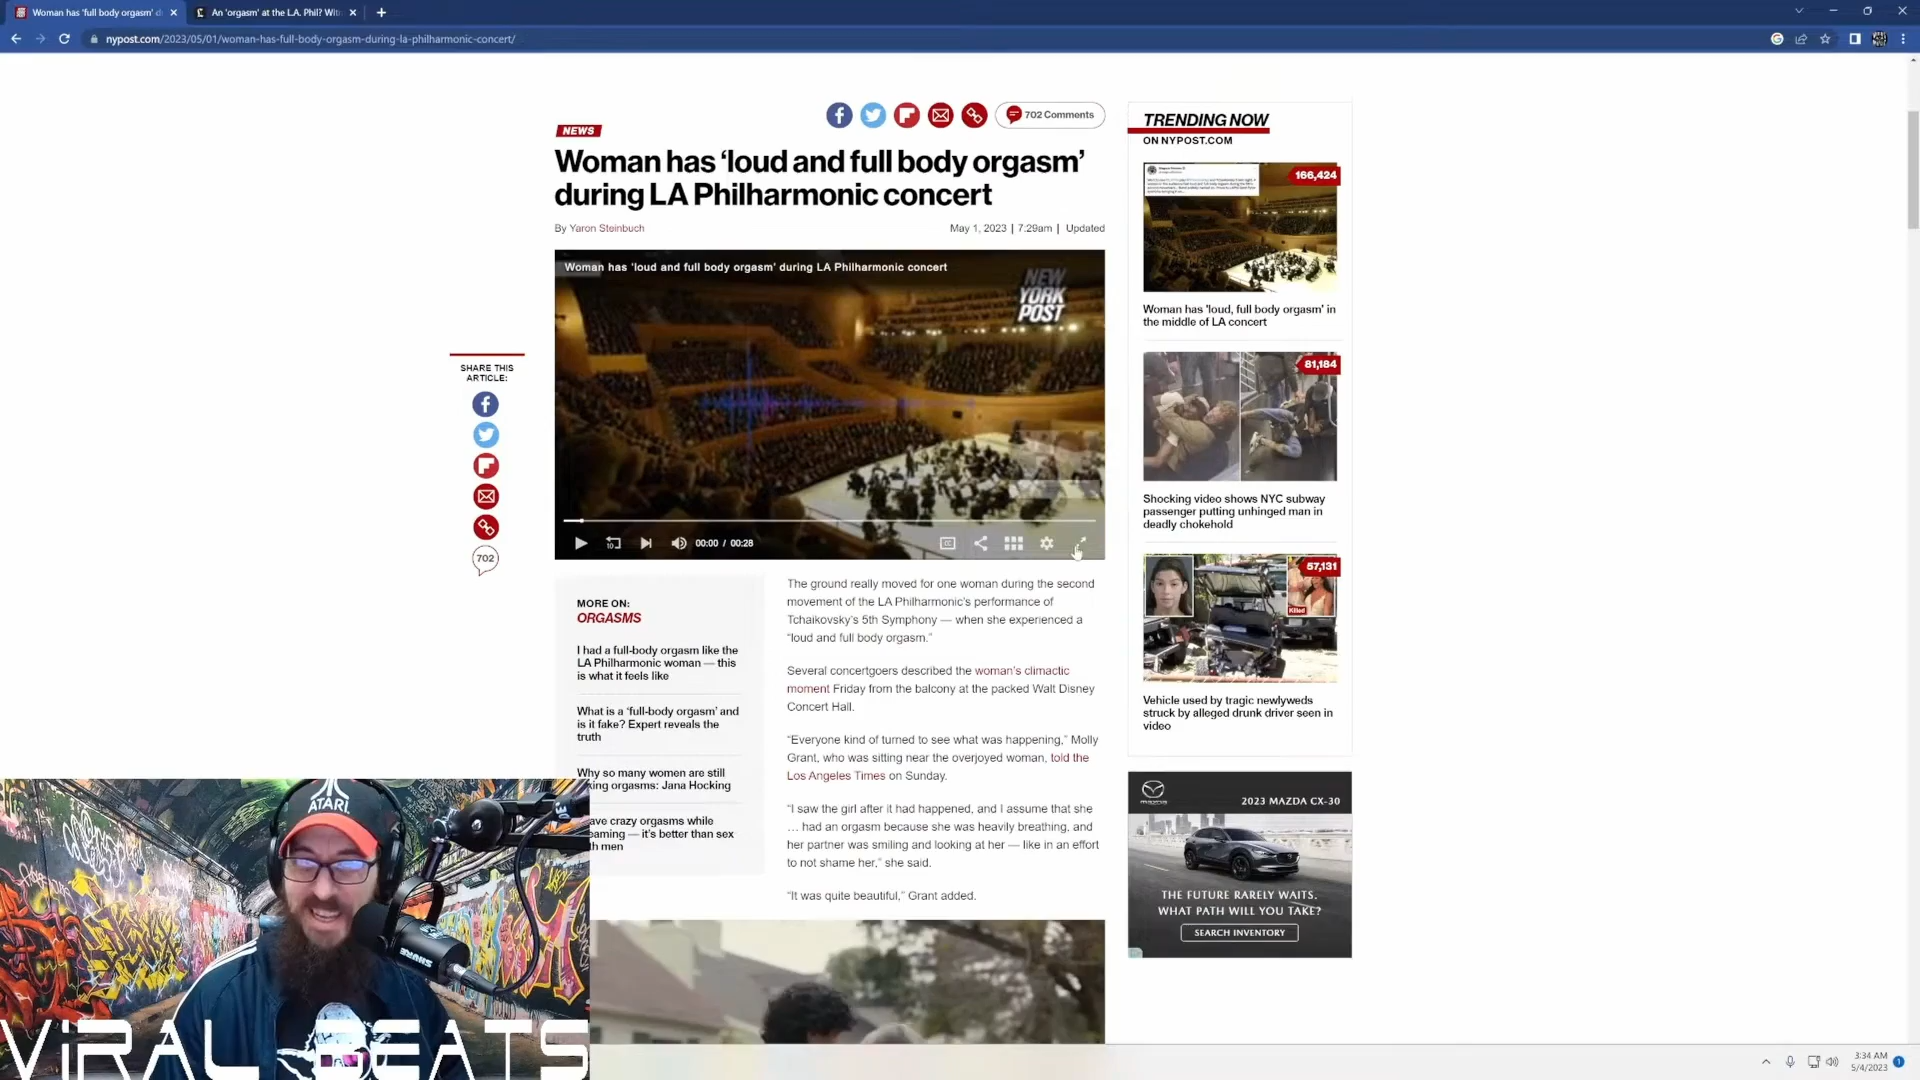 Woman has 'full body orgasm' d
An 'orgasm' at the L.A. Phil? Wit
nypost.com/2023/05/01/woman-has-full-body-orgasm-during-la-philharmonic-concert/
702 Comments
NEWS
Woman has ‘loud and full body orgasm’
during LA Philharmonic concert
By Yaron Steinbuch
May 1, 2023 | 7:29am | Updated
Woman has 'loud and full body orgasm' during LA Philharmonic concert
NEW
YORK
POST
10
00:00 / 00:28
CC
SHARE THIS
ARTICLE:
702
MORE ON:
ORGASMS
I had a full-body orgasm like the
LA Philharmonic woman — this
is what it feels like
What is a ‘full-body orgasm’ and
is it fake? Expert reveals the
truth
Why so many women are still
king orgasms: Jana Hocking
ave crazy orgasms while
eaming — it’s better than sex
th men
The ground really moved for one woman during the second
movement of the LA Philharmonic’s performance of
Tchaikovsky’s 5th Symphony — when she experienced a
“loud and full body orgasm.”
Several concertgoers described the woman’s climactic
moment Friday from the balcony at the packed Walt Disney
Concert Hall.
“Everyone kind of turned to see what was happening,” Molly
Grant, who was sitting near the overjoyed woman, told the
Los Angeles Times on Sunday.
“I saw the girl after it had happened, and I assume that she
… had an orgasm because she was heavily breathing, and
her partner was smiling and looking at her — like in an effort
to not shame her,” she said.
“It was quite beautiful,” Grant added.
TRENDING NOW
ON NYPOST.COM
166,424
Woman has 'loud, full body orgasm' in
the middle of LA concert
81,184
Shocking video shows NYC subway
passenger putting unhinged man in
deadly chokehold
57,131
Killed
Vehicle used by tragic newlyweds
struck by alleged drunk driver seen in
video
mazda
2023 MAZDA CX-30
THE FUTURE RARELY WAITS.
WHAT PATH WILL YOU TAKE?
SEARCH INVENTORY
ATARI
ViRAL BEATS
3:34 AM
5/4/2023
1